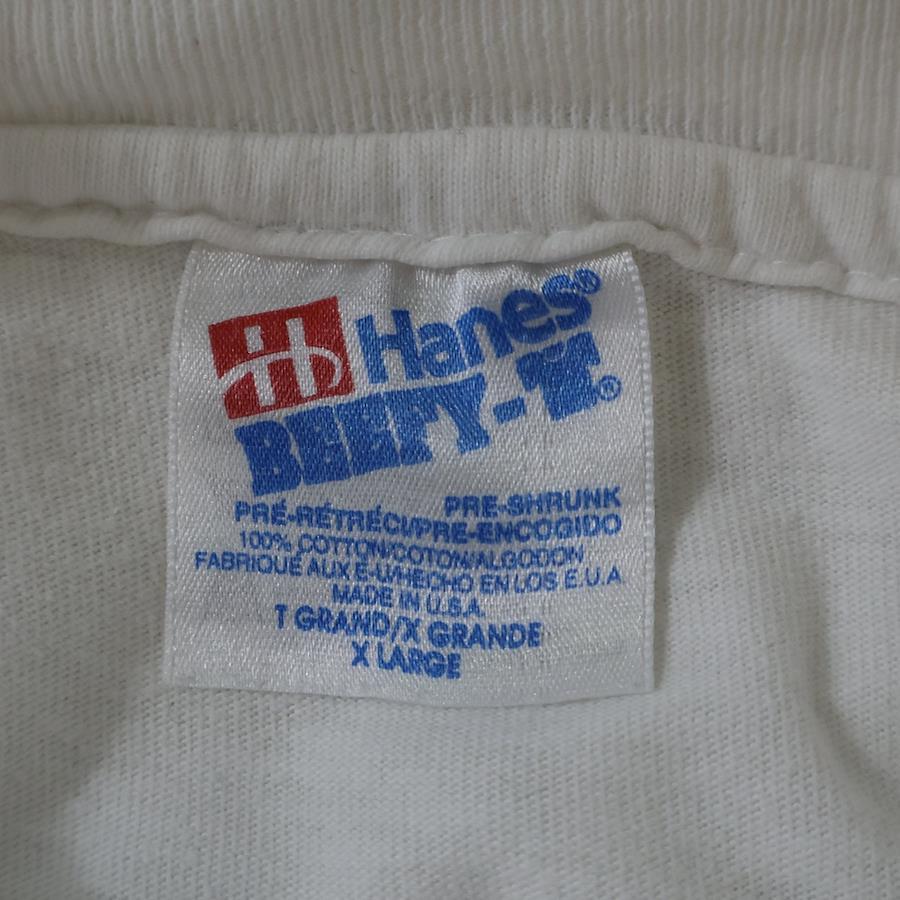 Hanes®
BEEFY-T®
PRE-SHRUNK
PRÉ-RÉTRÉCI/PRE-ENCOGIDO
100% COTTON/COTON/ALGODON
FABRIQUÉ AUX É-U/HECHO EN LOS E.U.A
MADE IN U.S.A.
T GRAND/X GRANDE
X LARGE